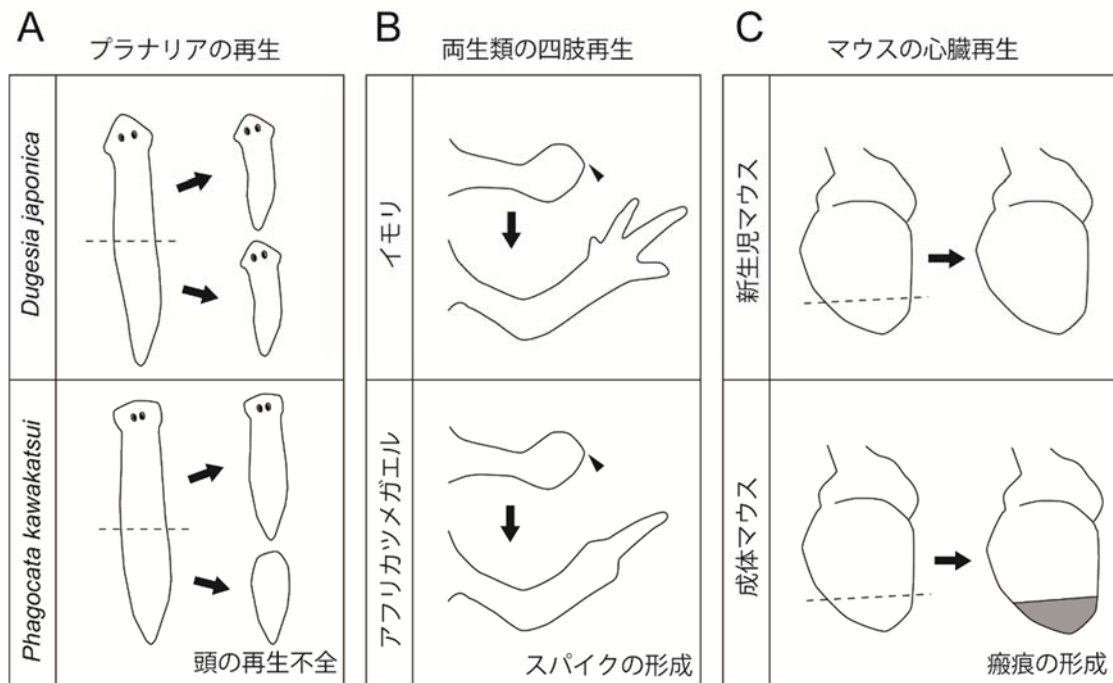 A
プラナリアの再生
Dugesia japonica
Phagocata kawakatsui
頭の再生不全
B
両生類の四肢再生
イモリ
アフリカツメガエル
スパイクの形成
C
マウスの心臓再生
新生児マウス
成体マウス
瘢痕の形成